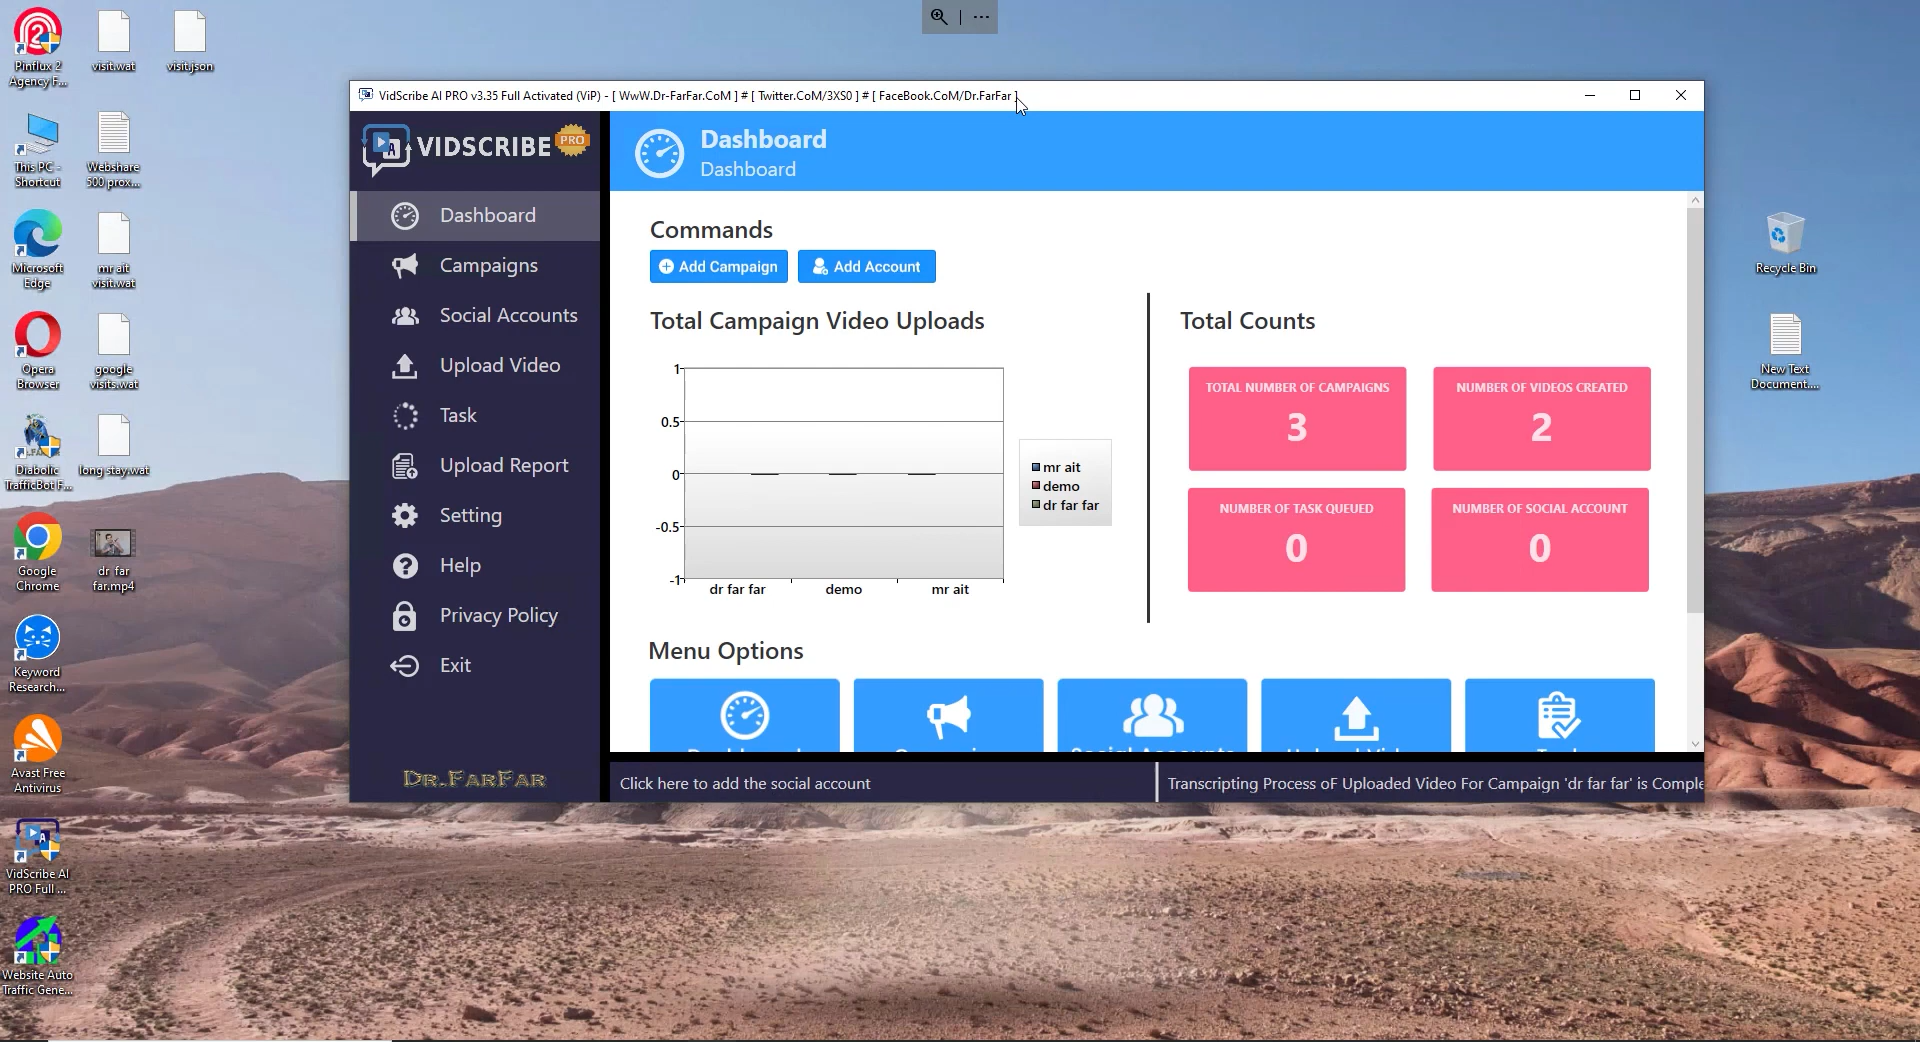 Pinflux 2
Agency F...
visit.wat
visit.json
This PC -
Shortcut
Webshare
500 prox...
Microsoft
Edge
mr ait
visit.wat
Opera
Browser
google
visits.wat
Diabolic
TrafficBot F...
long stay.wat
Google
Chrome
dr far
far.mp4
Keyword
Research...
Avast Free
Antivirus
VidScribe AI
PRO Full ...
Website Auto
Traffic Gene...
VidScribe AI PRO v3.35 Full Activated (ViP) - [ WwW.Dr-FarFar.CoM ] # [ Twitter.CoM/3XS0 ] # [ FaceBook.CoM/Dr.FarFar ]
VIDSCRIBE PRO
Dashboard
Campaigns
Social Accounts
Upload Video
Task
Upload Report
Setting
Help
Privacy Policy
Exit
DR.FARFAR
Dashboard
Dashboard
Commands
Add Campaign
Add Account
Total Campaign Video Uploads
1
0.5
0
-0.5
-1
dr far far
demo
mr ait
mr ait
demo
dr far far
Total Counts
TOTAL NUMBER OF CAMPAIGNS
3
NUMBER OF VIDEOS CREATED
2
NUMBER OF TASK QUEUED
0
NUMBER OF SOCIAL ACCOUNT
0
Menu Options
Social Accounts
Click here to add the social account
Transcripting Process oF Uploaded Video For Campaign 'dr far far' is Comple
Recycle Bin
New Text
Document....